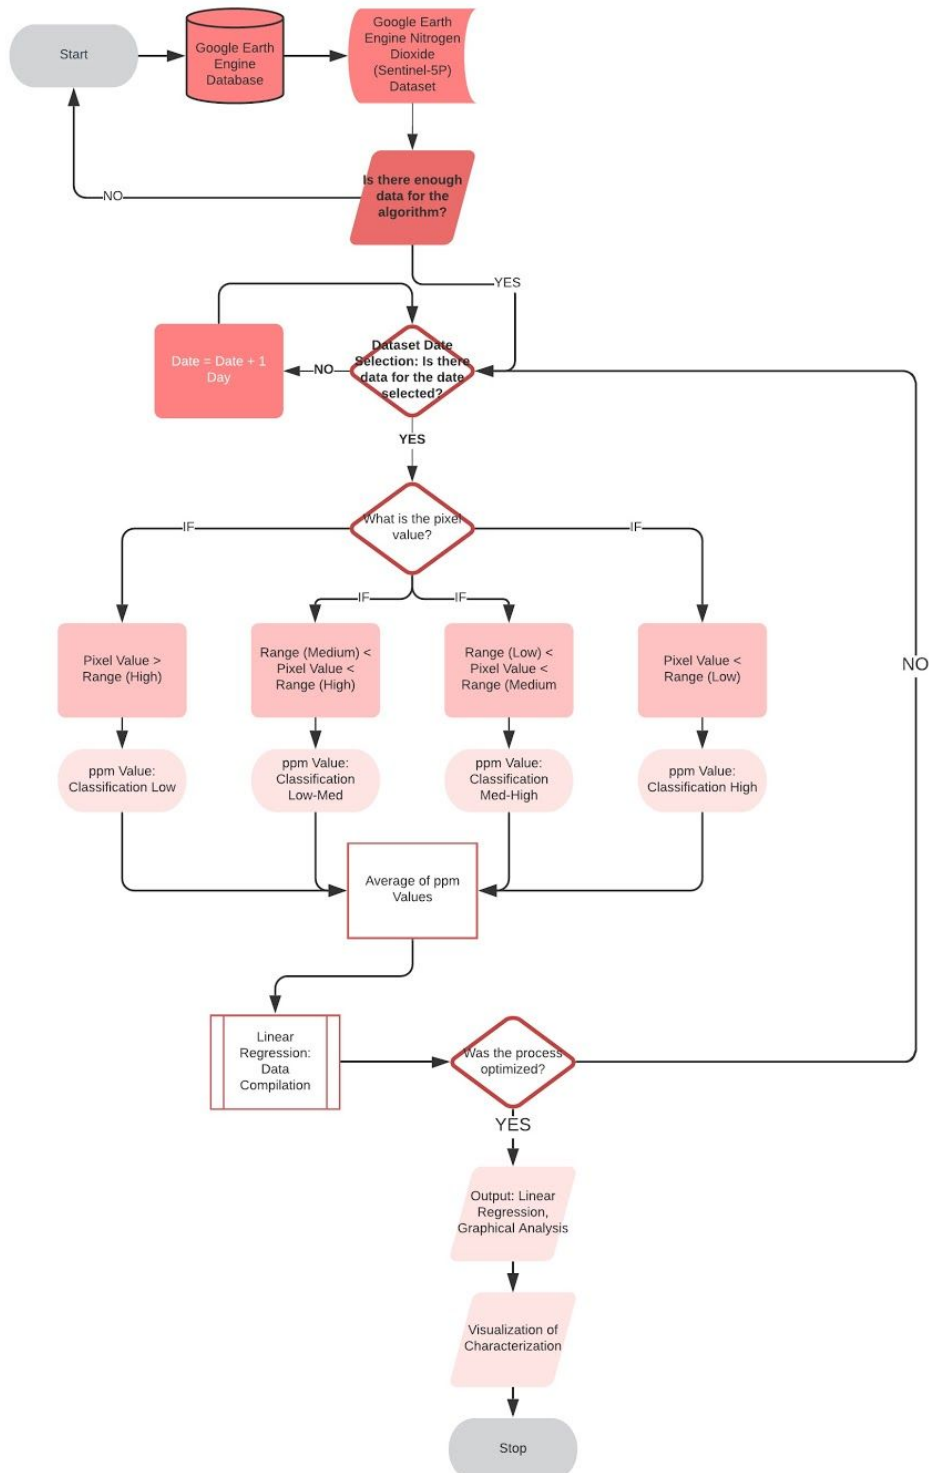 Start
Google Earth
Engine
Database
Google Earth
Engine Nitrogen
Dioxide
(Sentinel-5P)
Dataset
Is there enough
data for the
algorithm?
NO
YES
Date = Date + 1
Day
NO
Dataset Date
Selection: Is there
data for the date
selected?
YES
What is the pixel
value?
IF
IF
IF
IF
Pixel Value >
Range (High)
Range (Medium) <
Pixel Value <
Range (High)
Range (Low) <
Pixel Value <
Range (Medium
Pixel Value <
Range (Low)
NO
ppm Value:
Classification Low
ppm Value:
Classification
Low-Med
ppm Value:
Classification
Med-High
ppm Value:
Classification High
Average of ppm
Values
Linear
Regression:
Data
Compilation
Was the process
optimized?
YES
Output: Linear
Regression,
Graphical Analysis
Visualization of
Characterization
Stop